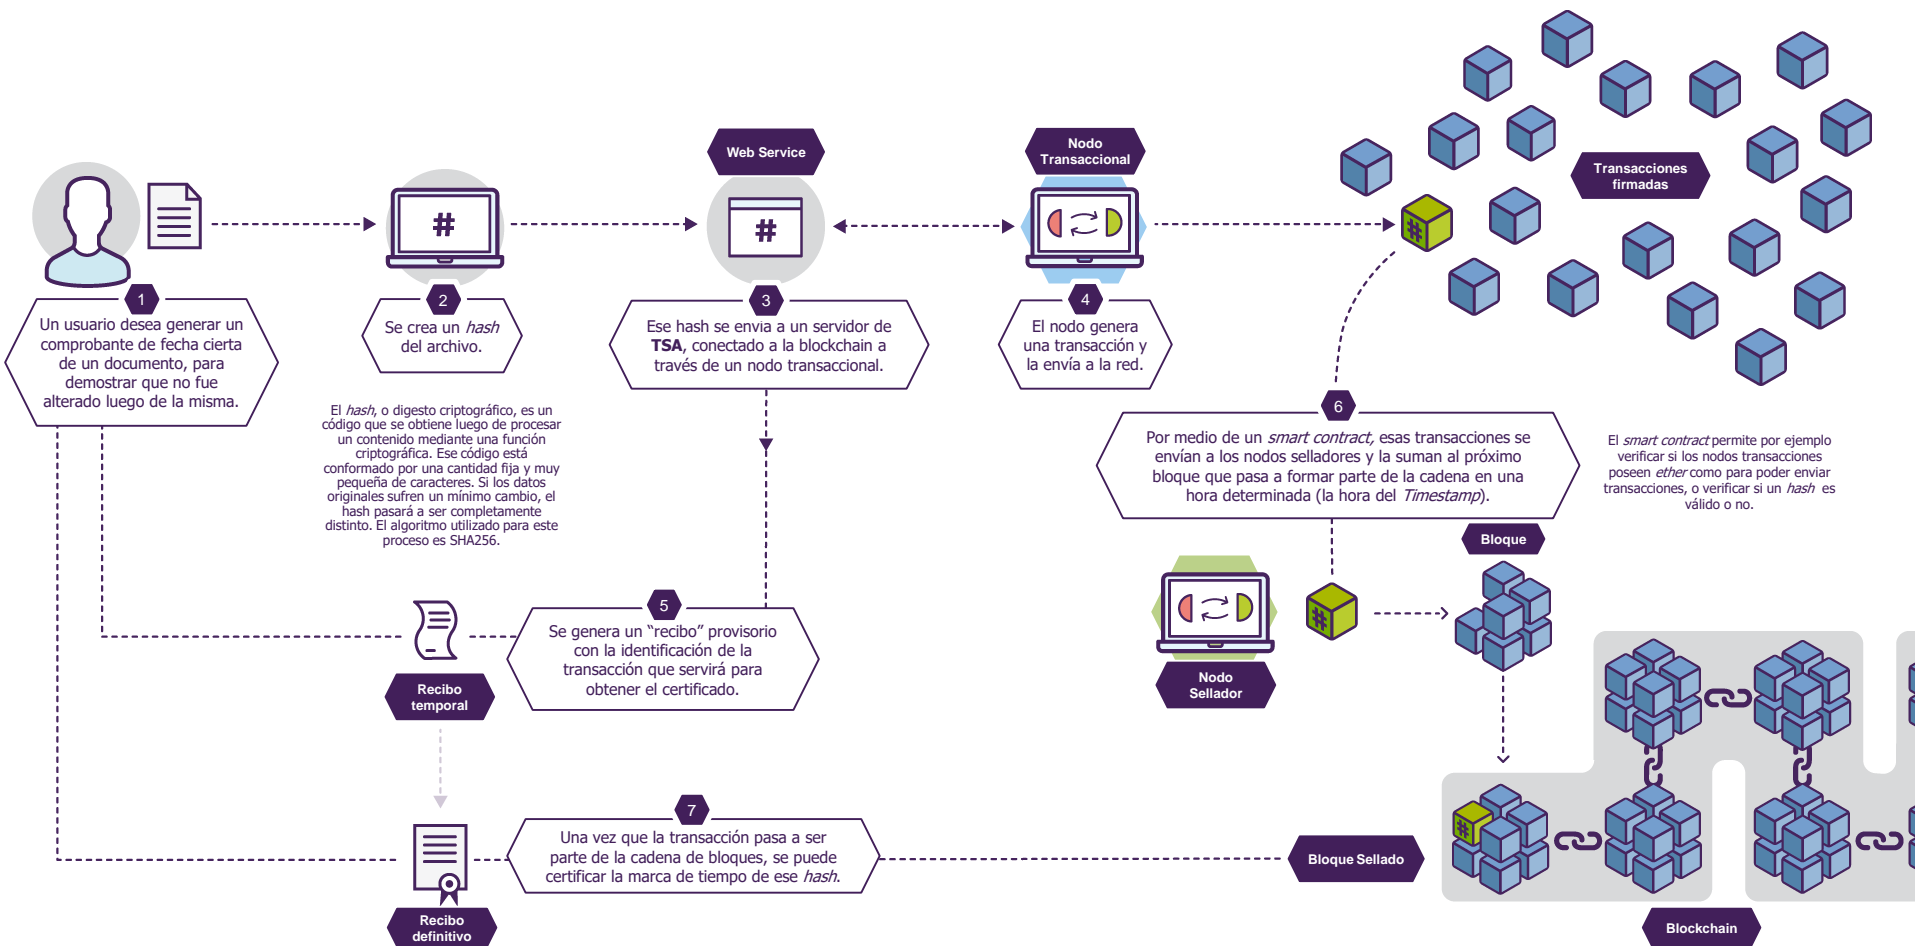 Web Service
Nodo
Transaccional
Transacciones
firmadas
#
#
#
1
Un usuario desea generar un
comprobante de fecha cierta
de un documento, para
demostrar que no fue
alterado luego de la misma.
2
Se crea un hash
del archivo.
El hash, o digesto criptográfico, es un
código que se obtiene luego de procesar
un contenido mediante una función
criptográfica. Ese código está
conformado por una cantidad fija y muy
pequeña de caracteres. Si los datos
originales sufren un mínimo cambio, el
hash pasará a ser completamente
distinto. El algoritmo utilizado para este
proceso es SHA256.
3
Ese hash se envia a un servidor de
TSA, conectado a la blockchain a
través de un nodo transaccional.
4
El nodo genera
una transacción y
la envía a la red.
6
Por medio de un smart contract, esas transacciones se
envían a los nodos selladores y la suman al próximo
bloque que pasa a formar parte de la cadena en una
hora determinada (la hora del Timestamp).
El smart contract permite por ejemplo
verificar si los nodos transacciones
poseen ether como para poder enviar
transacciones, o verificar si un hash es
válido o no.
Bloque
#
Nodo
Sellador
5
Se genera un “recibo” provisorio
con la identificación de la
transacción que servirá para
obtener el certificado.
Recibo
temporal
7
Una vez que la transacción pasa a ser
parte de la cadena de bloques, se puede
certificar la marca de tiempo de ese hash.
Bloque Sellado
#
Recibo
definitivo
Blockchain